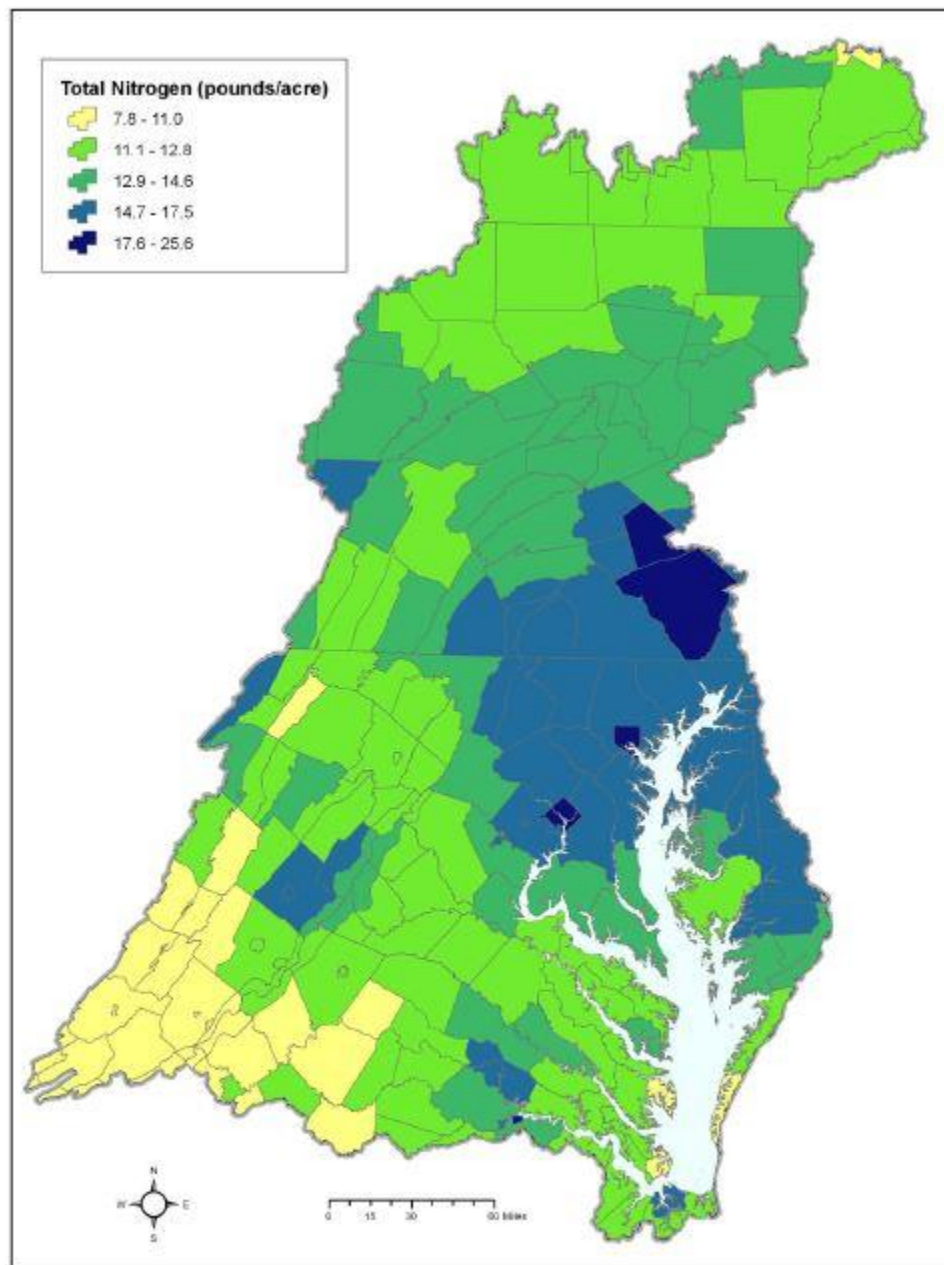 Total Nitrogen (pounds/acre)
7.8 - 11.0
11.1 - 12.8
12.9 - 14.6
14.7 - 17.5
17.6 - 25.6
N
W E
S
0 15 30 60 Miles